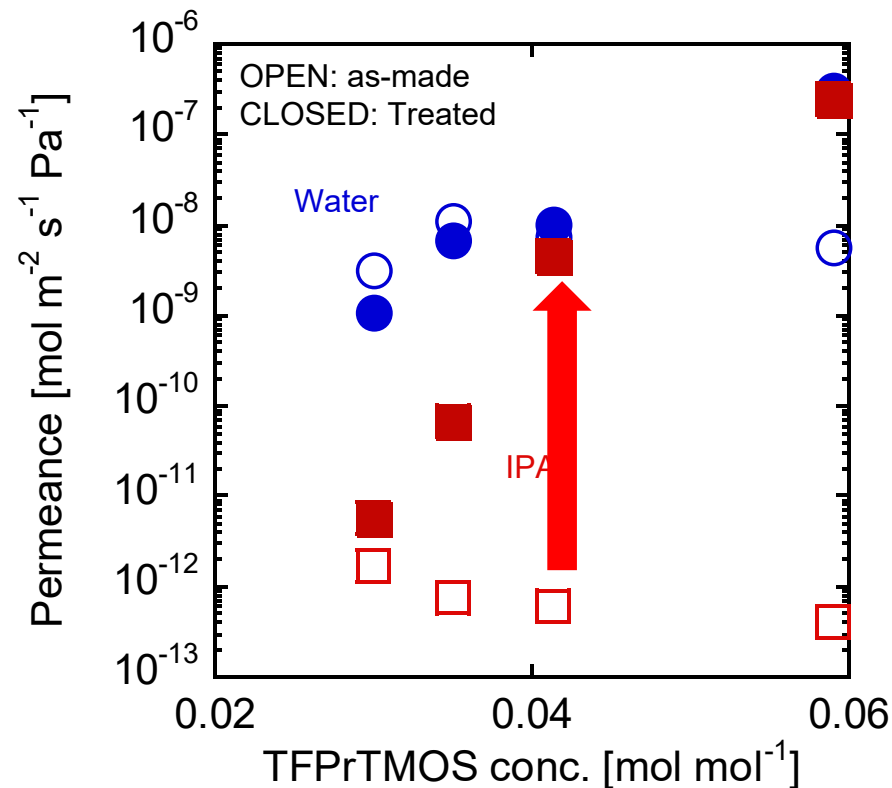 Permeance [mol m⁻² s⁻¹ Pa⁻¹]
10⁻⁶
10⁻⁷
10⁻⁸
10⁻⁹
10⁻¹⁰
10⁻¹¹
10⁻¹²
10⁻¹³
OPEN: as-made
CLOSED: Treated
Water
IPA
0.02 0.04 0.06
TFPrTMOS conc. [mol mol⁻¹]